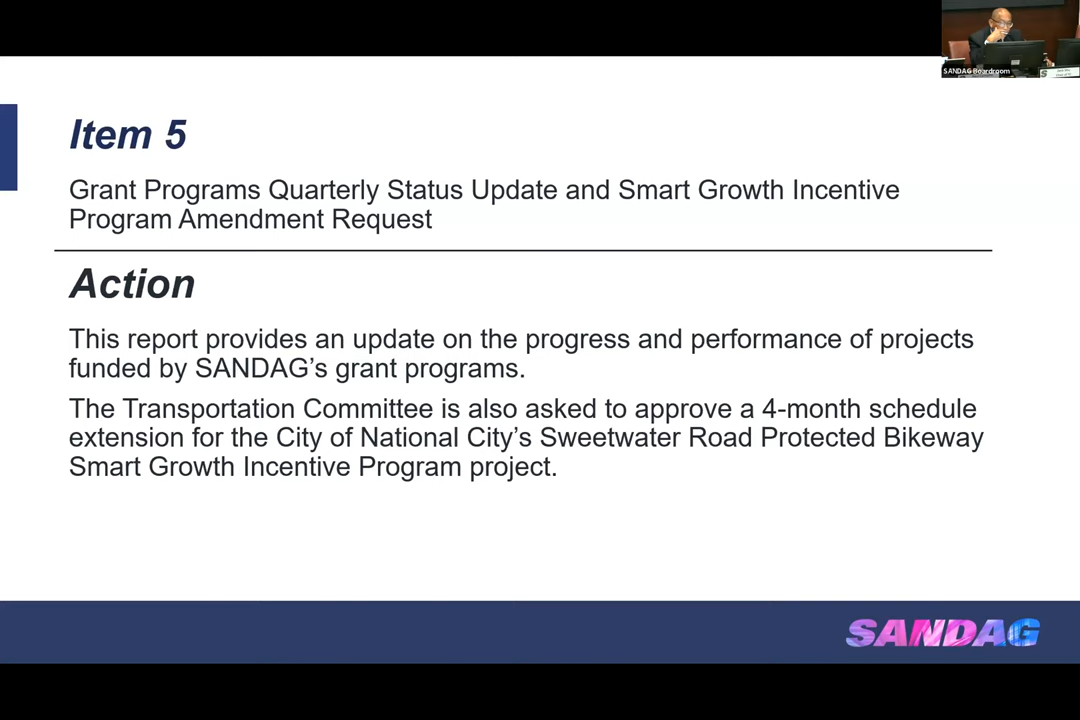 SANDAG Boardroom
Item 5
Grant Programs Quarterly Status Update and Smart Growth Incentive
Program Amendment Request
Action
This report provides an update on the progress and performance of projects
funded by SANDAG’s grant programs.
The Transportation Committee is also asked to approve a 4-month schedule
extension for the City of National City’s Sweetwater Road Protected Bikeway
Smart Growth Incentive Program project.
SANDAG